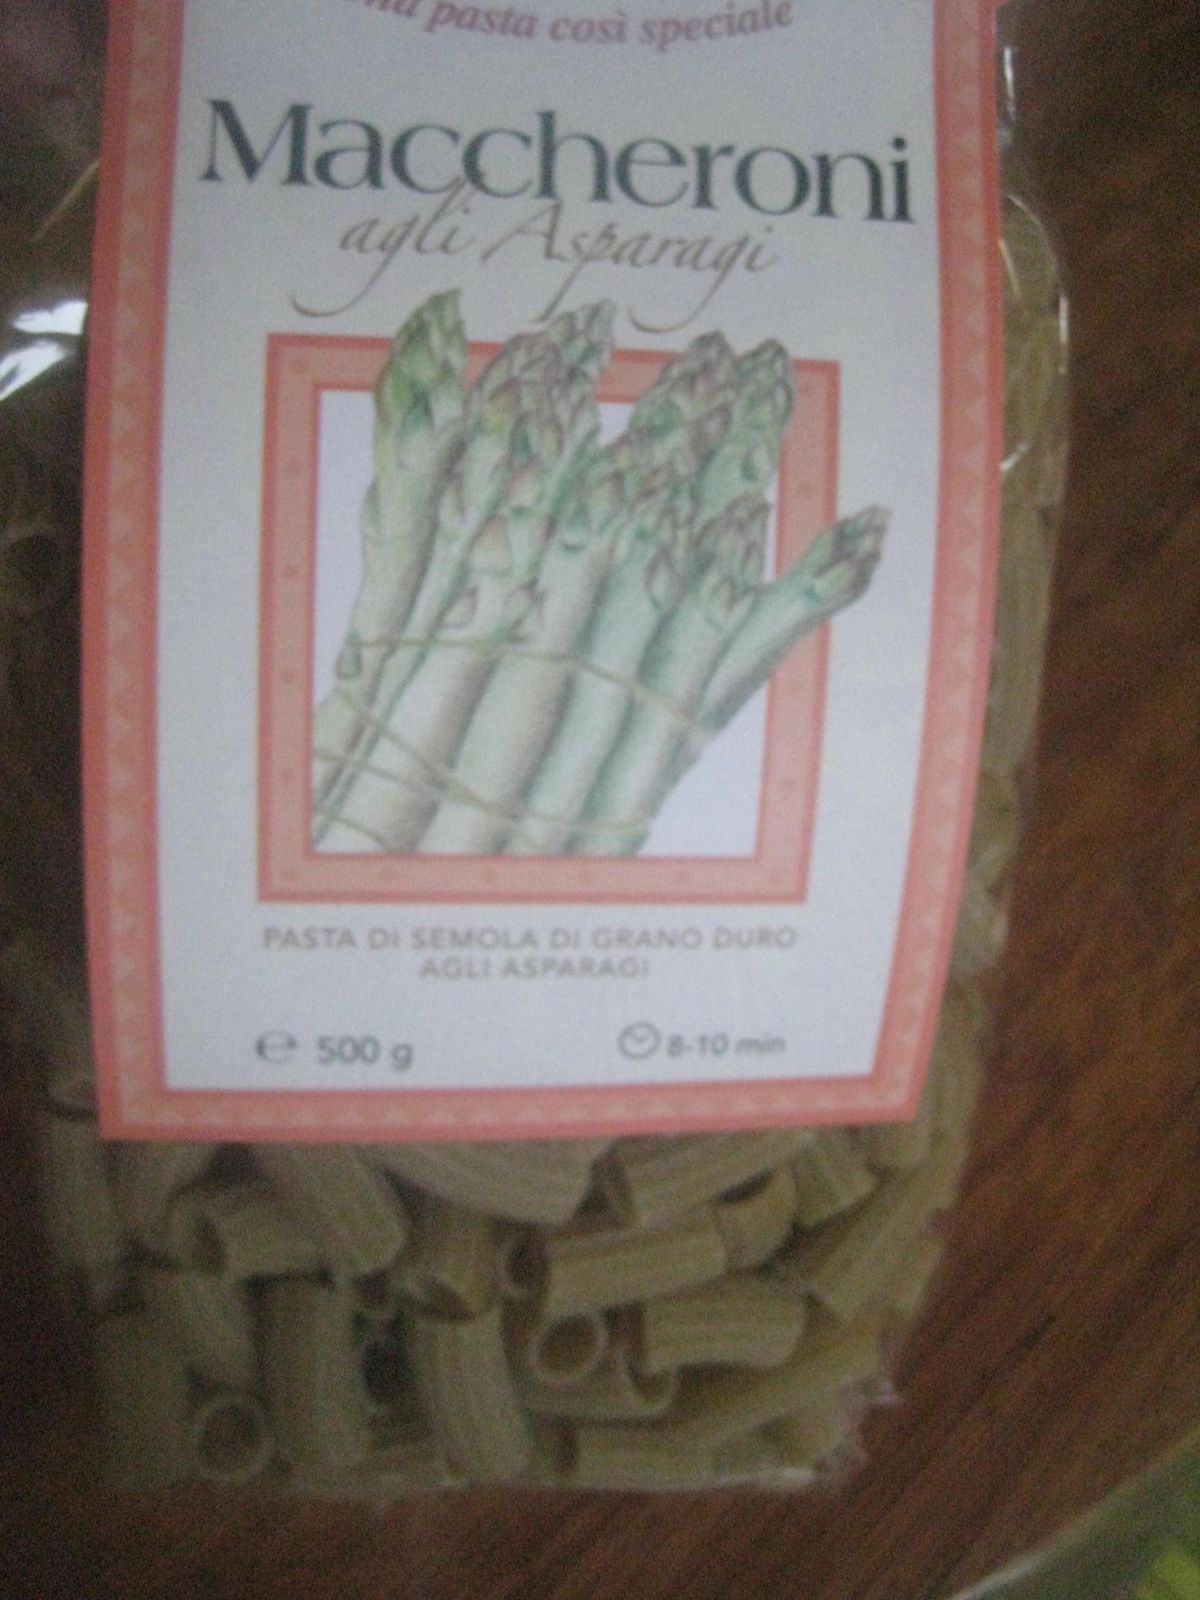 pasta così speciale
Maccheroni
agli Asparagi
PASTA DI SEMOLA DI GRANO DURO
AGLI ASPARAGI
℮ 500 g
8-10 min